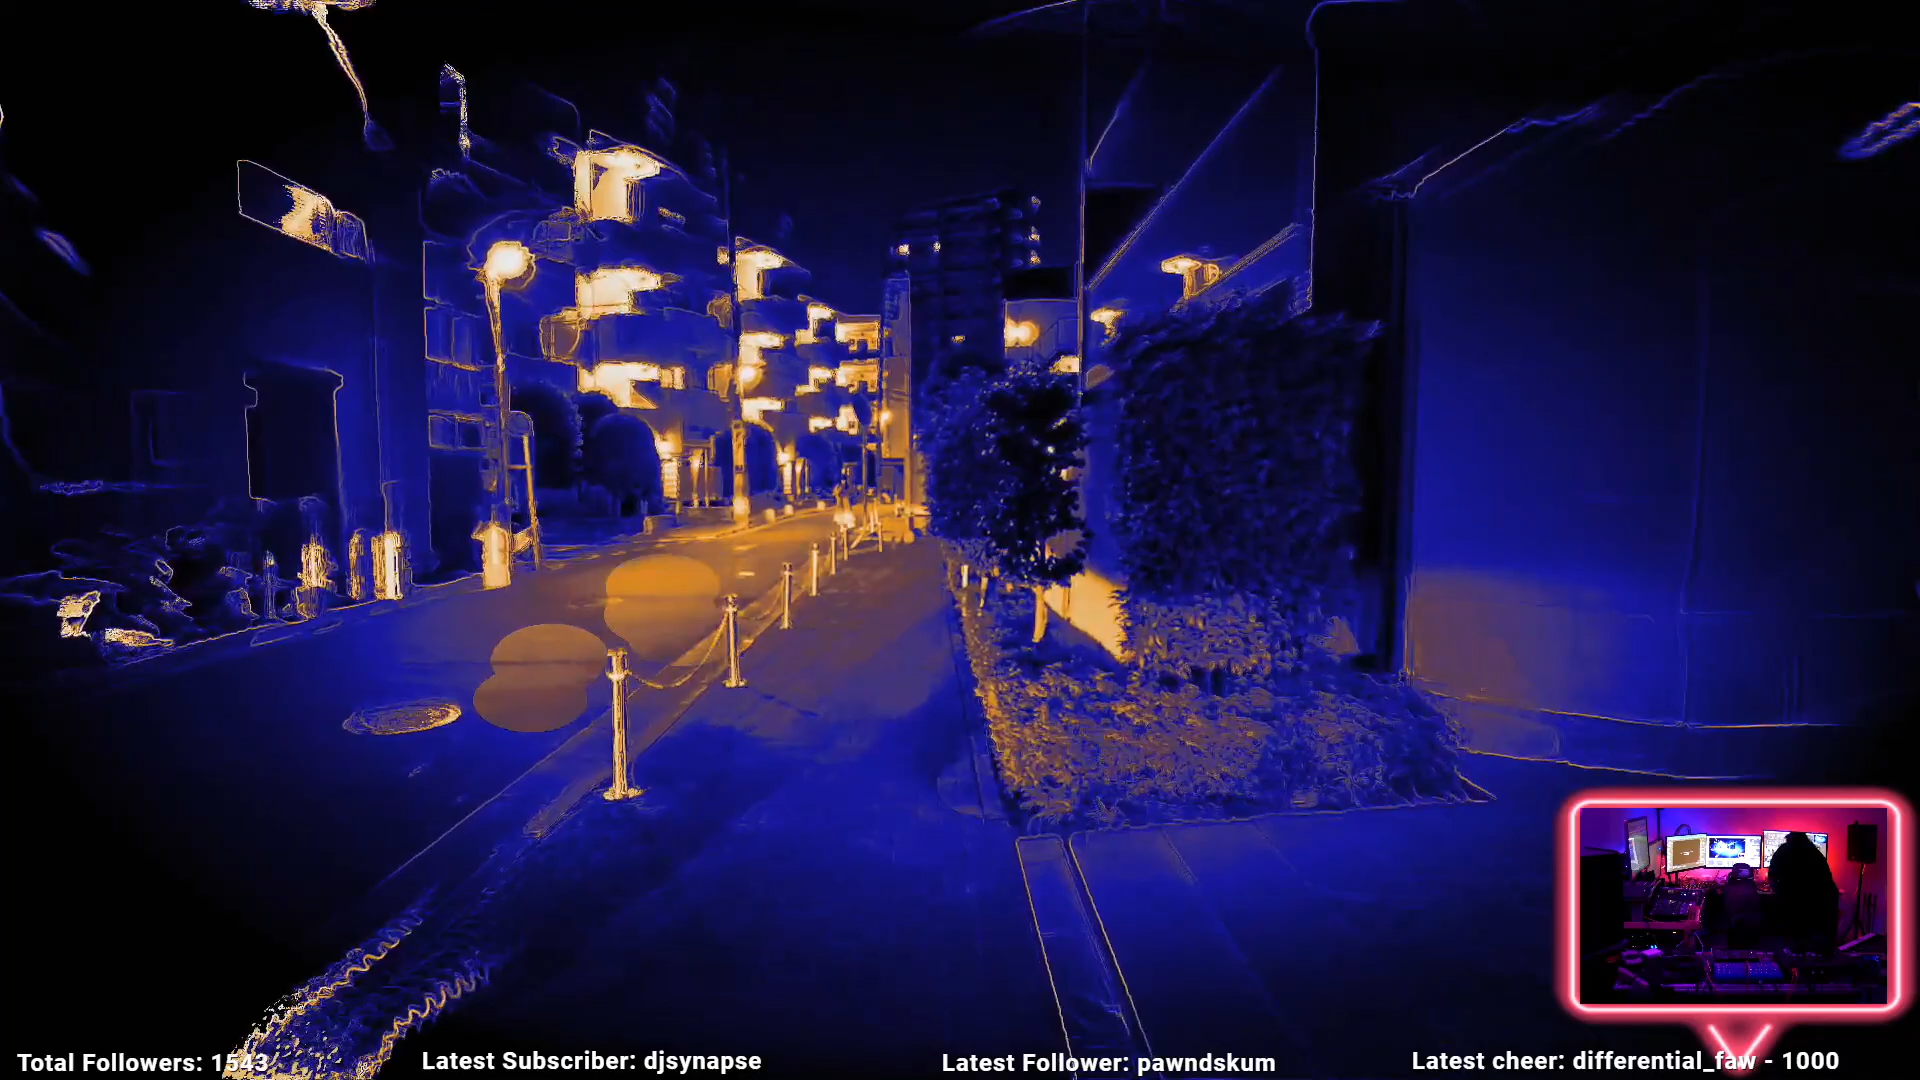 Total Followers: 1543
Latest Subscriber: djsynapse
Latest Follower: pawndskum
Latest cheer: differential_faw - 1000